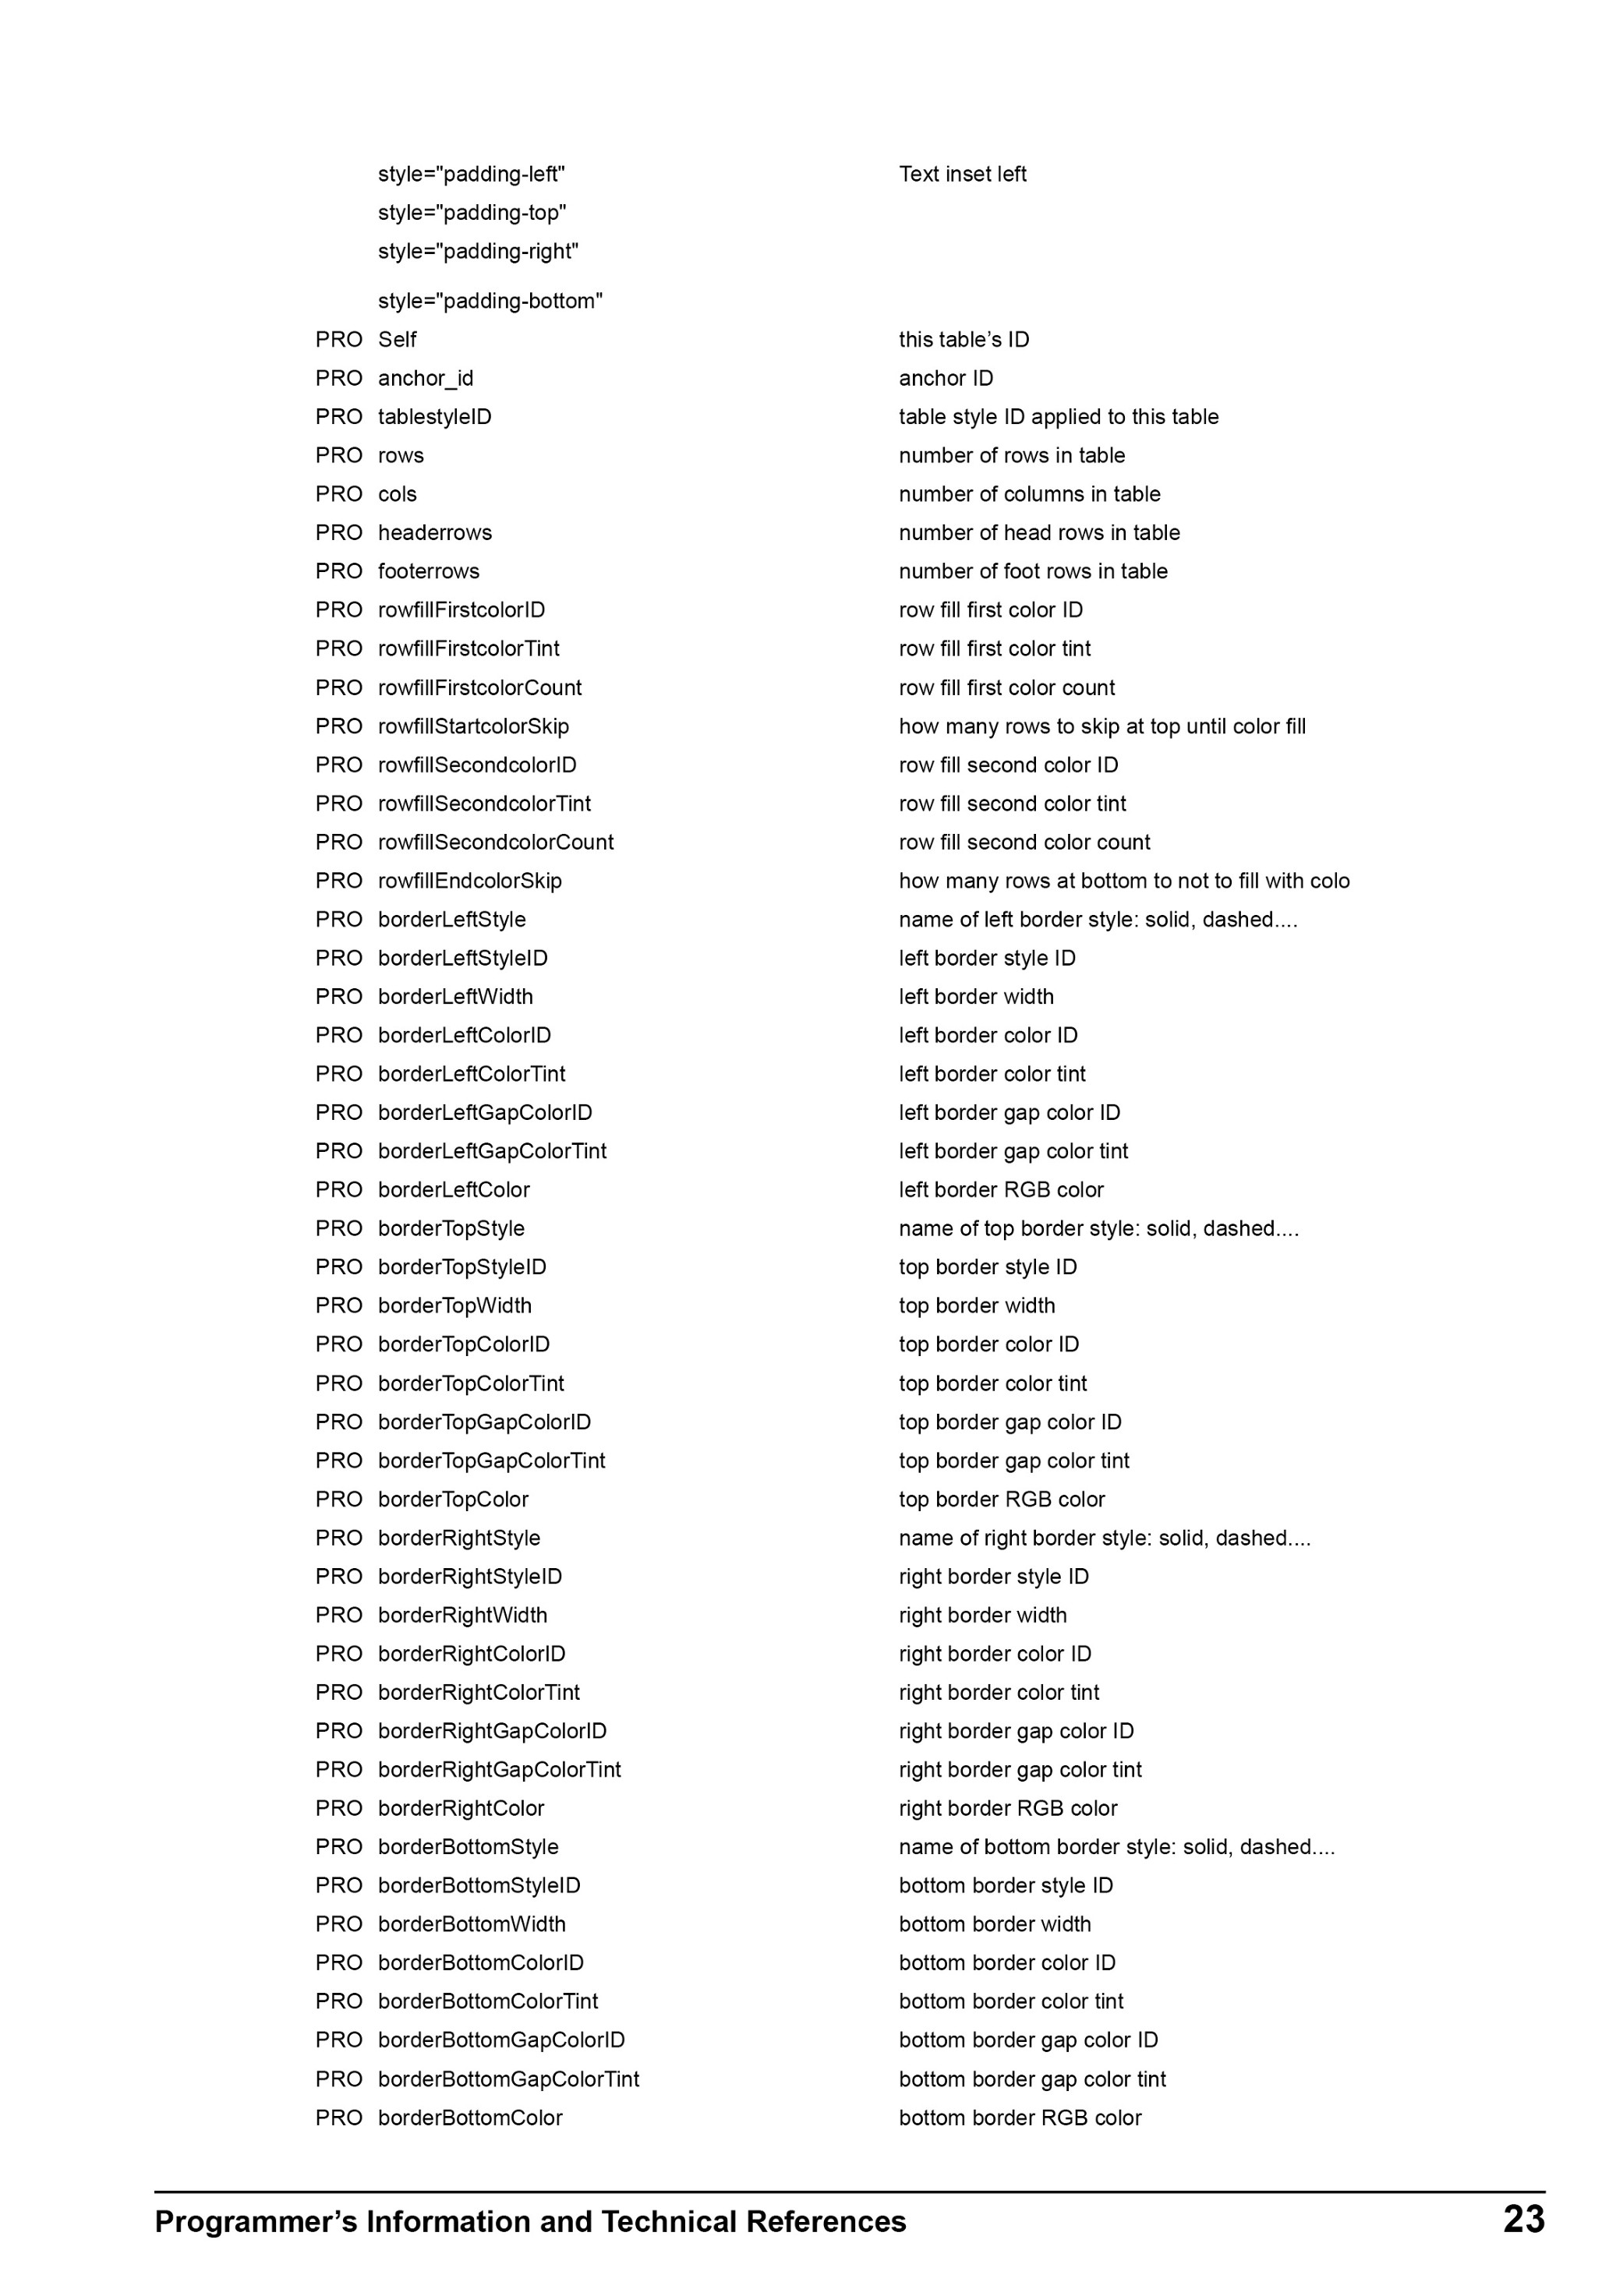 style="padding-left" Text inset left
style="padding-top"
style="padding-right"
style="padding-bottom"
PRO Self this table’s ID
PRO anchor_id anchor ID
PRO tablestyleID table style ID applied to this table
PRO rows number of rows in table
PRO cols number of columns in table
PRO headerrows number of head rows in table
PRO footerrows number of foot rows in table
PRO rowfillFirstcolorID row fill first color ID
PRO rowfillFirstcolorTint row fill first color tint
PRO rowfillFirstcolorCount row fill first color count
PRO rowfillStartcolorSkip how many rows to skip at top until color fill
PRO rowfillSecondcolorID row fill second color ID
PRO rowfillSecondcolorTint row fill second color tint
PRO rowfillSecondcolorCount row fill second color count
PRO rowfillEndcolorSkip how many rows at bottom to not to fill with colo
PRO borderLeftStyle name of left border style: solid, dashed....
PRO borderLeftStyleID left border style ID
PRO borderLeftWidth left border width
PRO borderLeftColorID left border color ID
PRO borderLeftColorTint left border color tint
PRO borderLeftGapColorID left border gap color ID
PRO borderLeftGapColorTint left border gap color tint
PRO borderLeftColor left border RGB color
PRO borderTopStyle name of top border style: solid, dashed....
PRO borderTopStyleID top border style ID
PRO borderTopWidth top border width
PRO borderTopColorID top border color ID
PRO borderTopColorTint top border color tint
PRO borderTopGapColorID top border gap color ID
PRO borderTopGapColorTint top border gap color tint
PRO borderTopColor top border RGB color
PRO borderRightStyle name of right border style: solid, dashed....
PRO borderRightStyleID right border style ID
PRO borderRightWidth right border width
PRO borderRightColorID right border color ID
PRO borderRightColorTint right border color tint
PRO borderRightGapColorID right border gap color ID
PRO borderRightGapColorTint right border gap color tint
PRO borderRightColor right border RGB color
PRO borderBottomStyle name of bottom border style: solid, dashed....
PRO borderBottomStyleID bottom border style ID
PRO borderBottomWidth bottom border width
PRO borderBottomColorID bottom border color ID
PRO borderBottomColorTint bottom border color tint
PRO borderBottomGapColorID bottom border gap color ID
PRO borderBottomGapColorTint bottom border gap color tint
PRO borderBottomColor bottom border RGB color
Programmer’s Information and Technical References 23